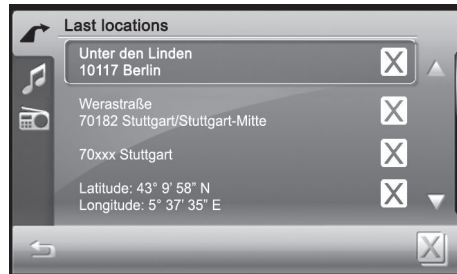 Last locations
Unter den Linden
10117 Berlin
X
Werastraße
70182 Stuttgart/Stuttgart-Mitte
X
70xxx Stuttgart
X
Latitude: 43° 9’ 58” N
Longitude: 5° 37’ 35” E
X
X